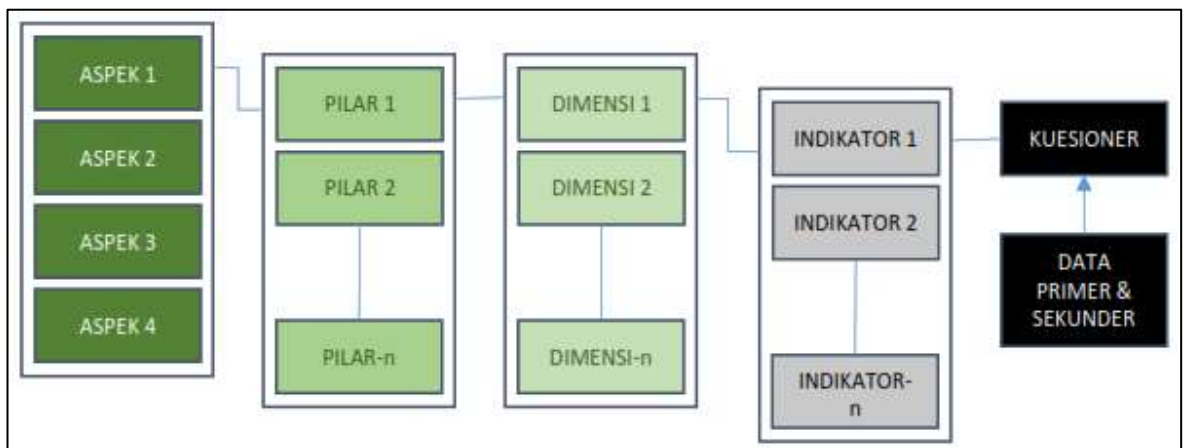 ASPEK 1
ASPEK 2
ASPEK 3
ASPEK 4
PILAR 1
PILAR 2
PILAR-n
DIMENSI 1
DIMENSI 2
DIMENSI-n
INDIKATOR 1
INDIKATOR 2
INDIKATOR-
n
KUESIONER
DATA
PRIMER &
SEKUNDER